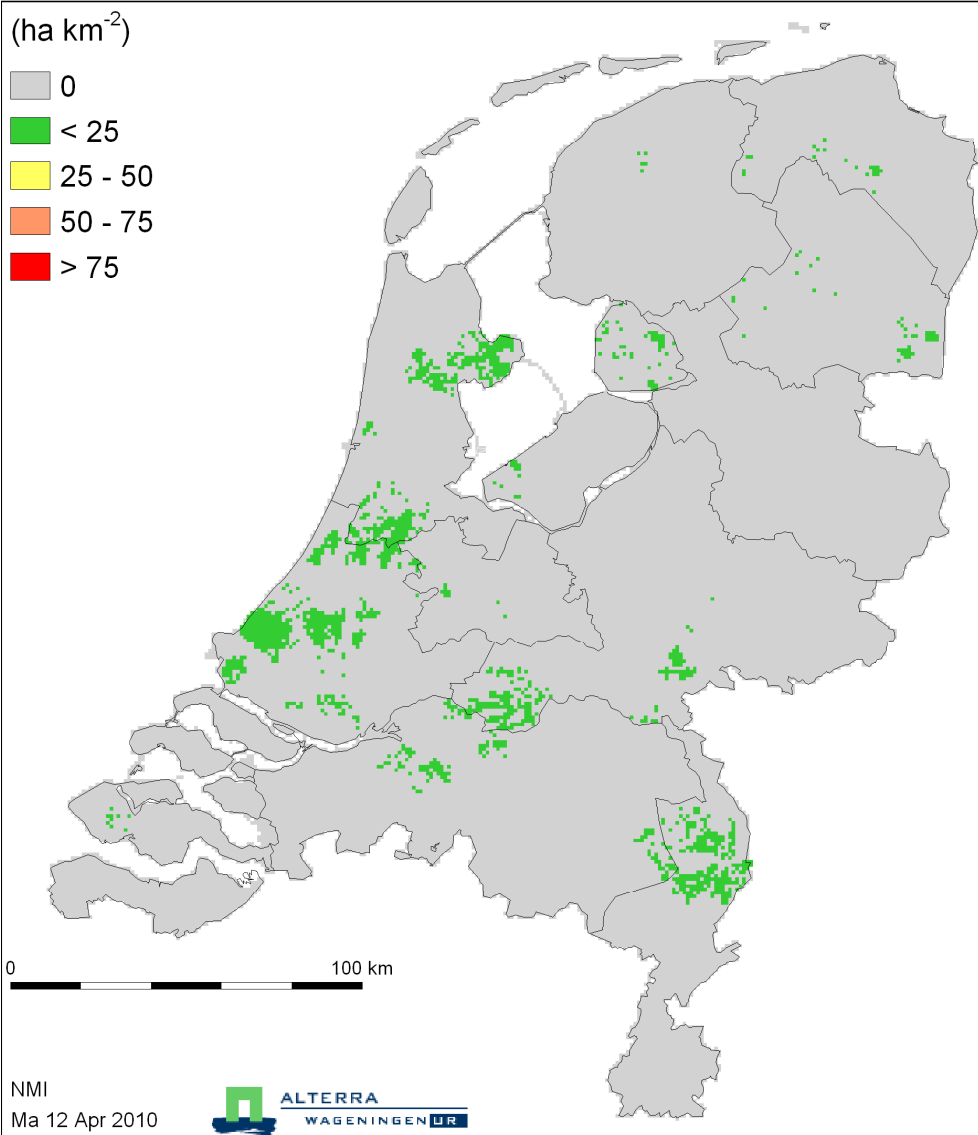 (ha km-2)
0
< 25
25 - 50
50 - 75
> 75
0 100 km
NMI
Ma 12 Apr 2010
ALTERRA
WAGENINGEN UR